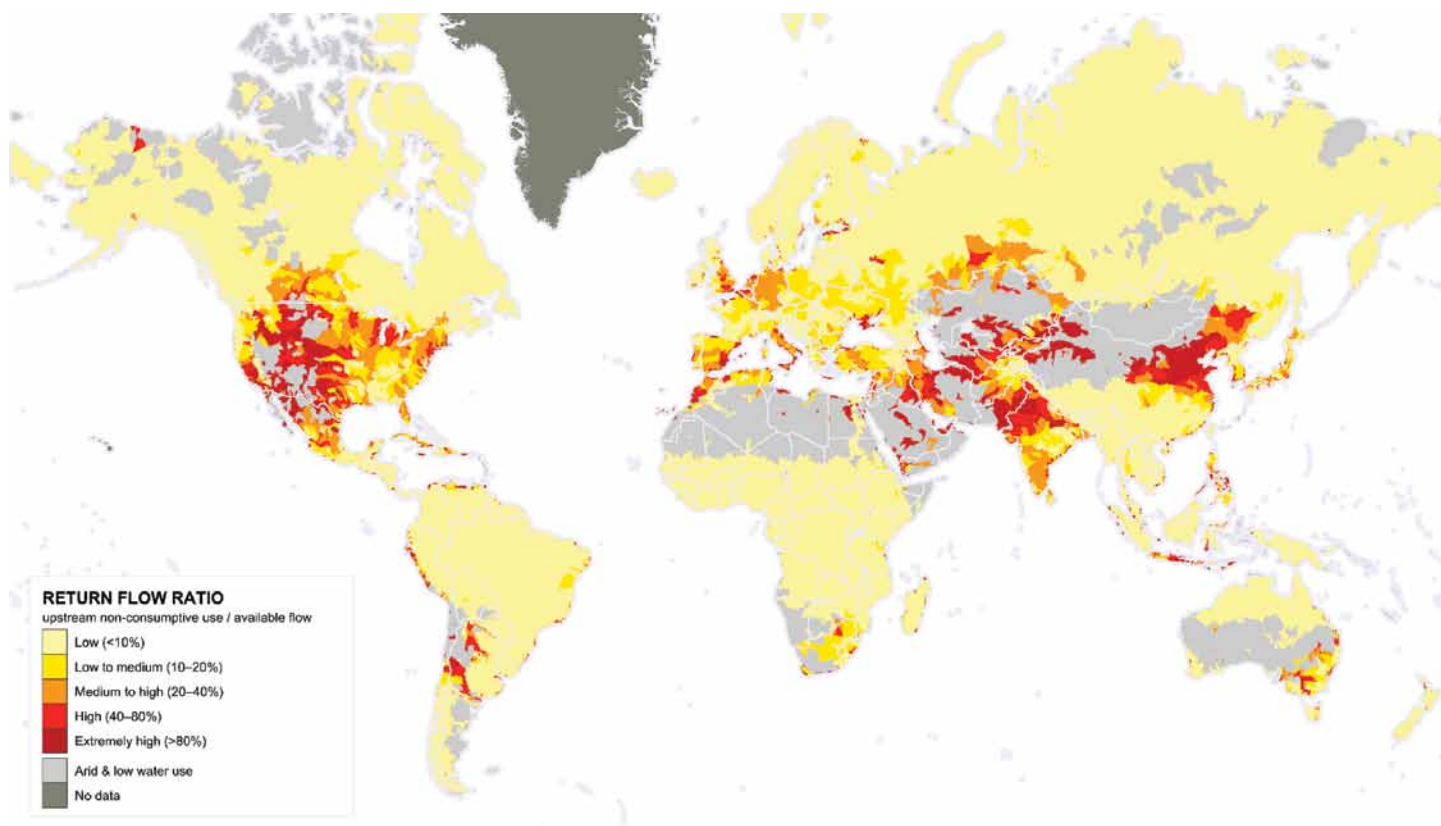 RETURN FLOW RATIO
upstream non-consumptive use / available flow
Low (<10%)
Low to medium (10–20%)
Medium to high (20–40%)
High (40–80%)
Extremely high (>80%)
Arid & low water use
No data